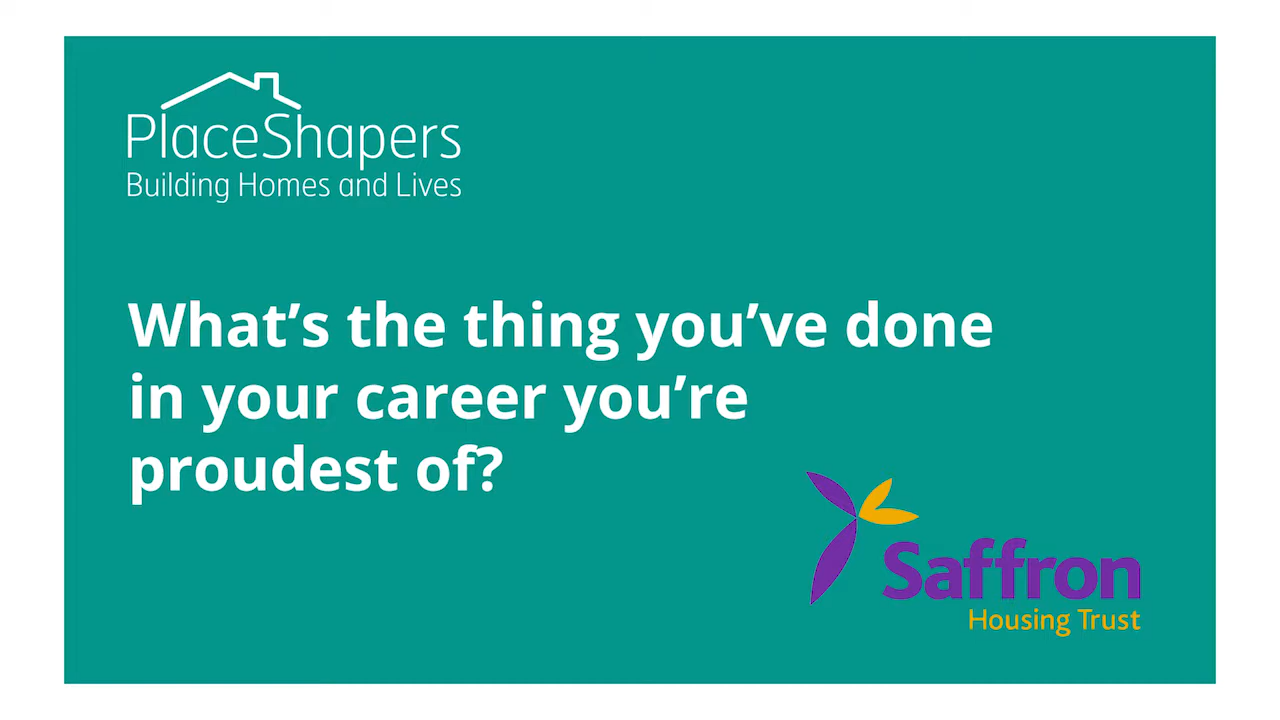 PlaceShapers
Building Homes and Lives
What’s the thing you’ve done
in your career you’re
proudest of?
Saffron
Housing Trust